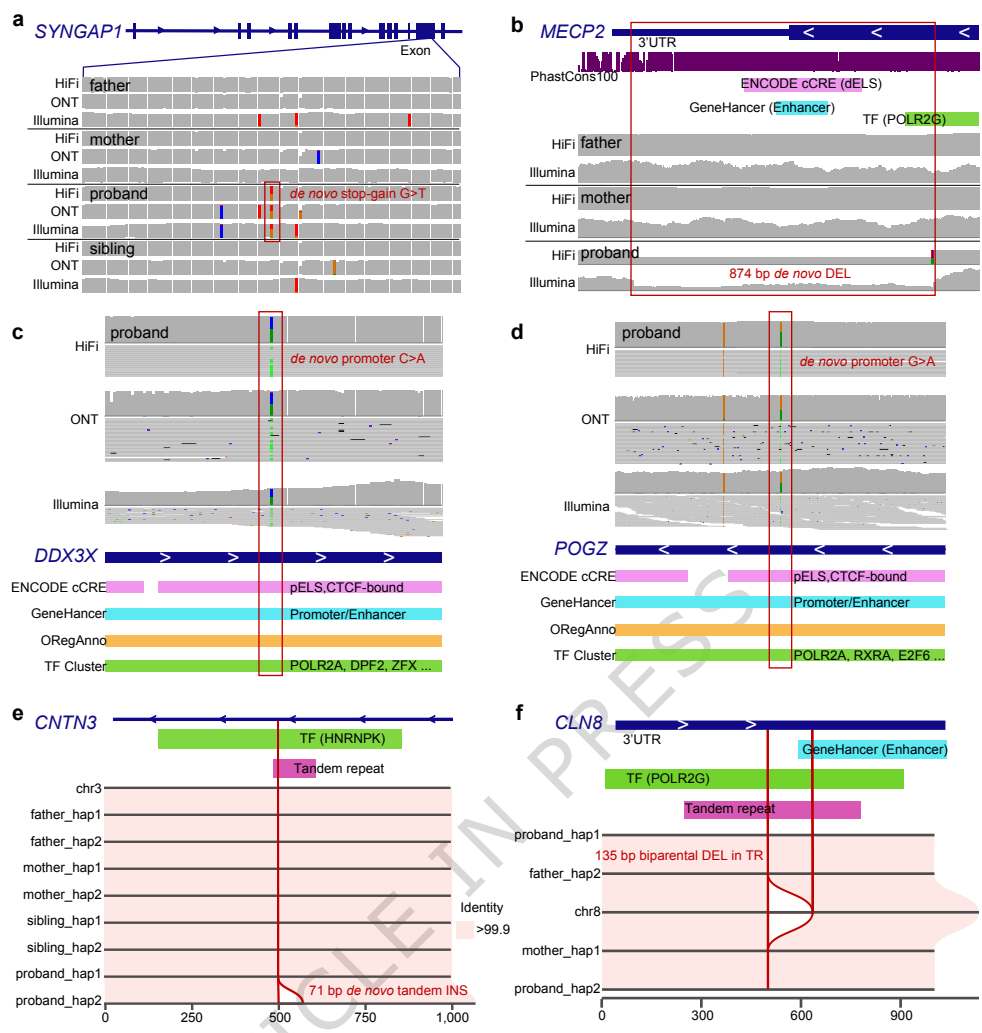 a
SYNGAP1
Exon
HiFi father
ONT
Illumina
HiFi mother
ONT
Illumina
HiFi proband de novo stop-gain G>T
ONT
Illumina
HiFi sibling
ONT
Illumina
b
MECP2
3'UTR
PhastCons100
ENCODE cCRE (dELS)
GeneHancer (Enhancer)
TF (POLR2G)
HiFi father
Illumina
HiFi mother
Illumina
HiFi proband
874 bp de novo DEL
Illumina
c
proband
HiFi
de novo promoter C>A
ONT
Illumina
DDX3X
ENCODE cCRE pELS,CTCF-bound
GeneHancer Promoter/Enhancer
ORegAnno
TF Cluster POLR2A, DPF2, ZFX ...
d
proband
HiFi
de novo promoter G>A
ONT
Illumina
POGZ
ENCODE cCRE pELS,CTCF-bound
GeneHancer Promoter/Enhancer
ORegAnno
TF Cluster POLR2A, RXRA, E2F6 ...
e
CNTN3
TF (HNRNPK)
Tandem repeat
chr3
father_hap1
father_hap2
mother_hap1
mother_hap2
sibling_hap1
sibling_hap2
proband_hap1
proband_hap2
71 bp de novo tandem INS
0 250 500 750 1,000
Identity
>99.9
f
CLN8
3'UTR
GeneHancer (Enhancer)
TF (POLR2G)
Tandem repeat
proband_hap1
135 bp biparental DEL in TR
father_hap2
chr8
mother_hap1
proband_hap2
0 300 600 900
ICLE IN PRESS